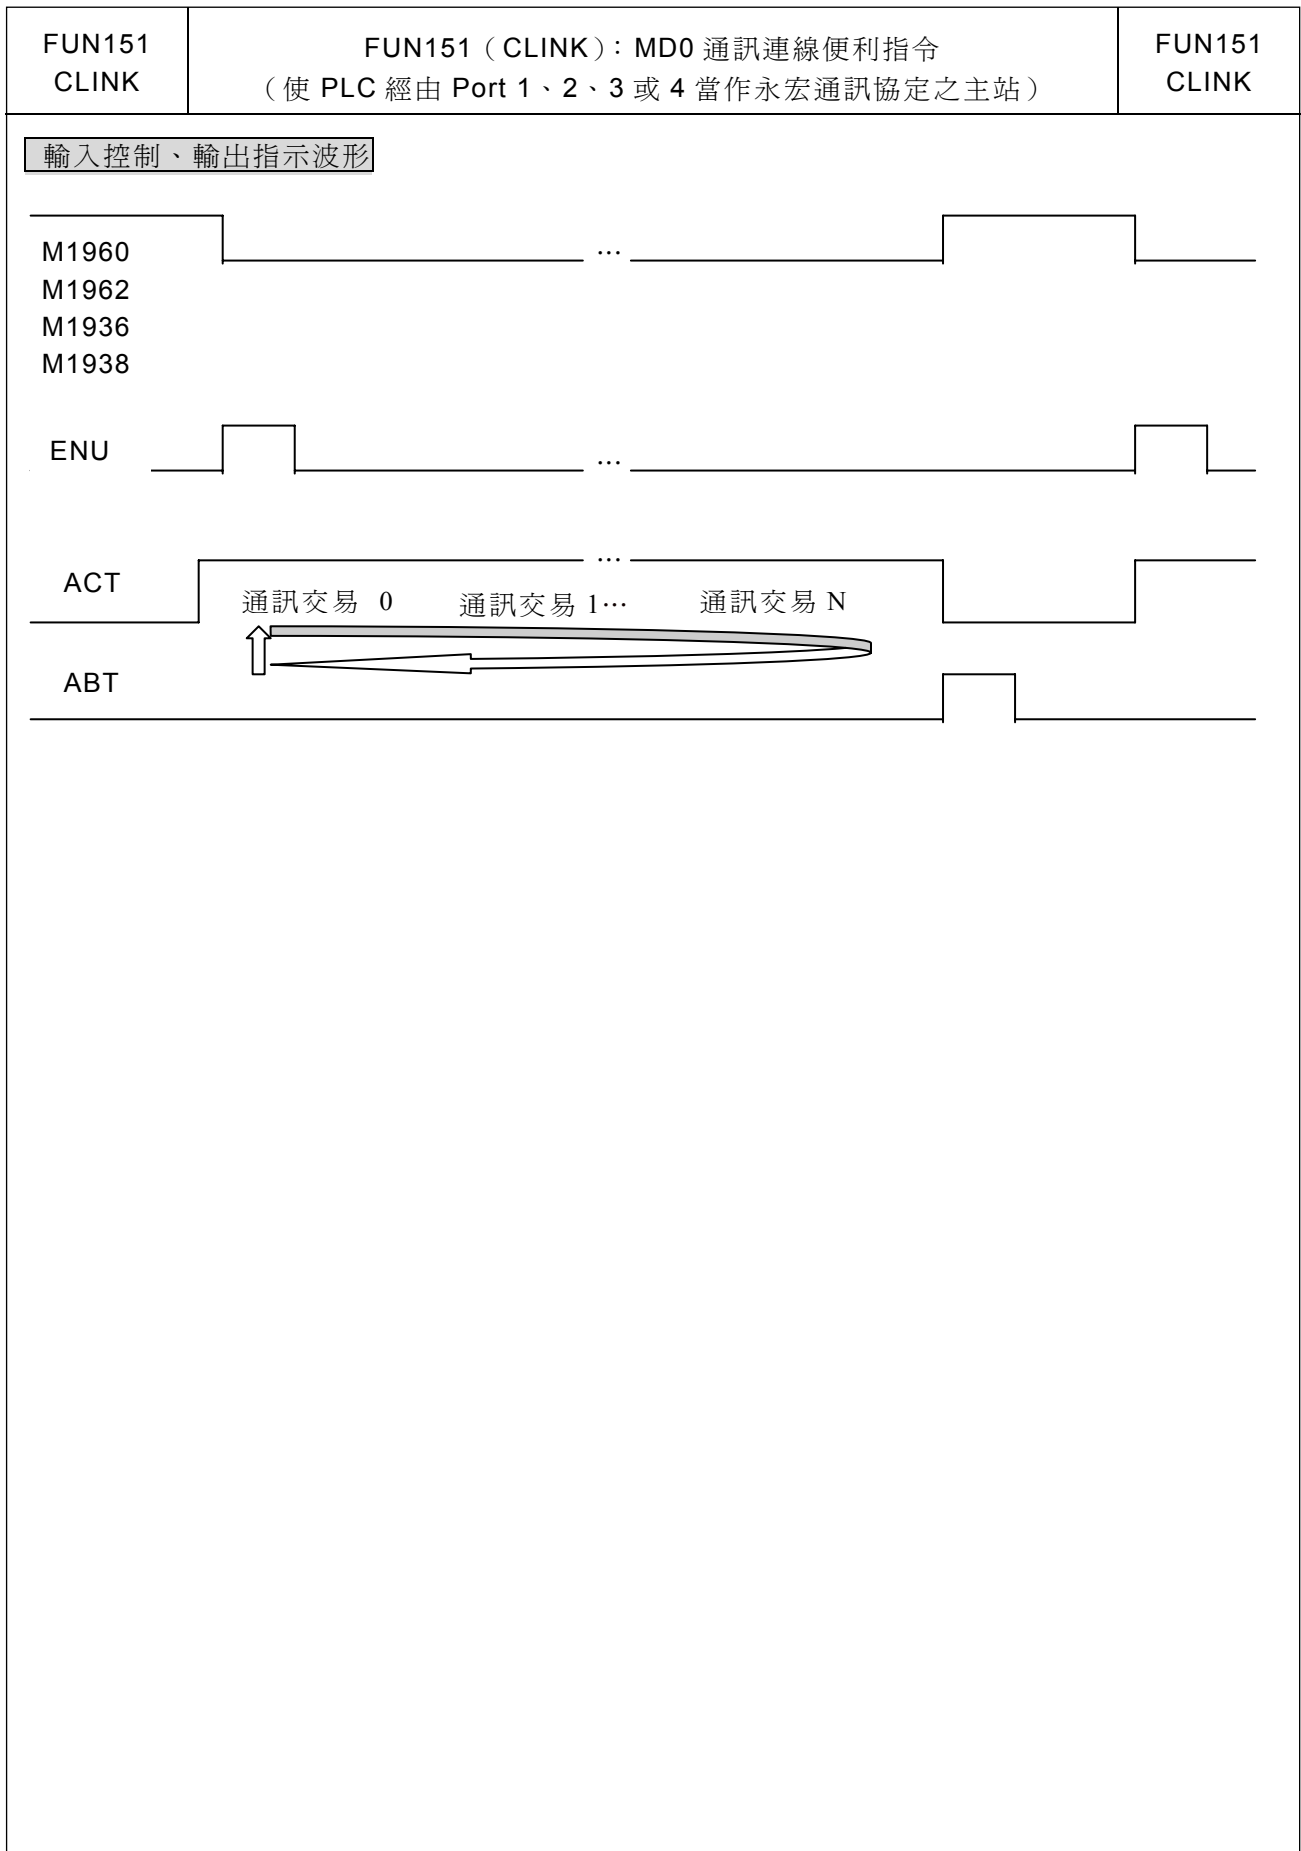 FUN151
CLINK
FUN151（CLINK）：MD0 通訊連線便利指令
（使 PLC 經由 Port 1、2、3 或 4 當作永宏通訊協定之主站）
FUN151
CLINK
輸入控制、輸出指示波形
M1960
…
M1962
M1936
M1938
ENU
…
ACT
…
通訊交易 0
通訊交易 1…
通訊交易 N
ABT